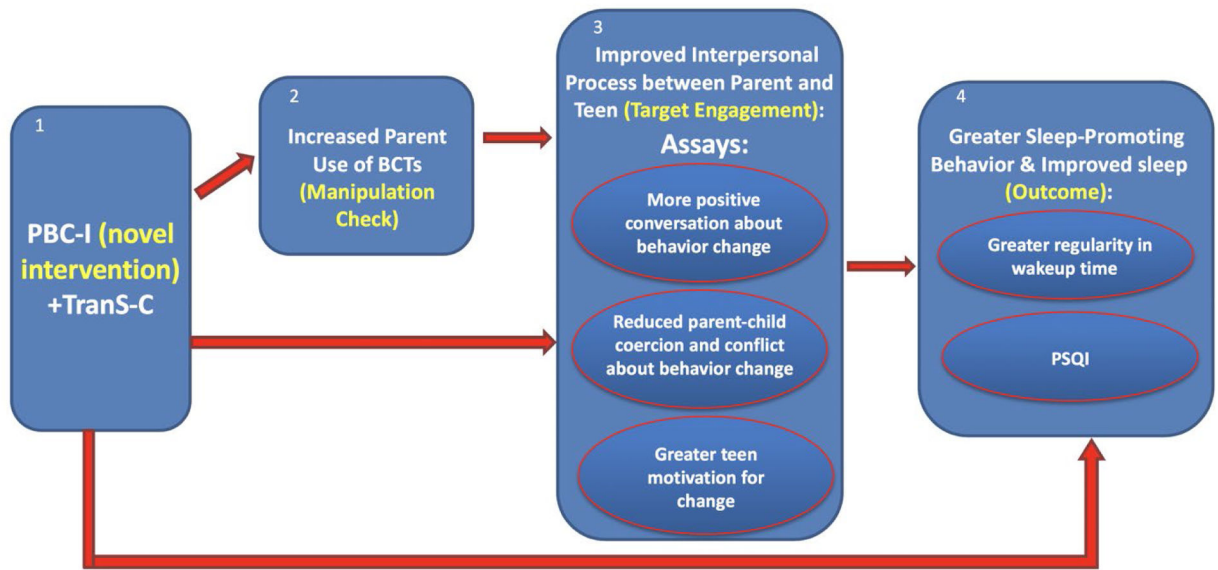 1
PBC-I (novel
intervention)
+TranS-C
2
Increased Parent
Use of BCTs
(Manipulation
Check)
3
Improved Interpersonal
Process between Parent and
Teen (Target Engagement):
Assays:
More positive
conversation about
behavior change
Reduced parent-child
coercion and conflict
about behavior change
Greater teen
motivation for
change
4
Greater Sleep-Promoting
Behavior & Improved sleep
(Outcome):
Greater regularity in
wakeup time
PSQI